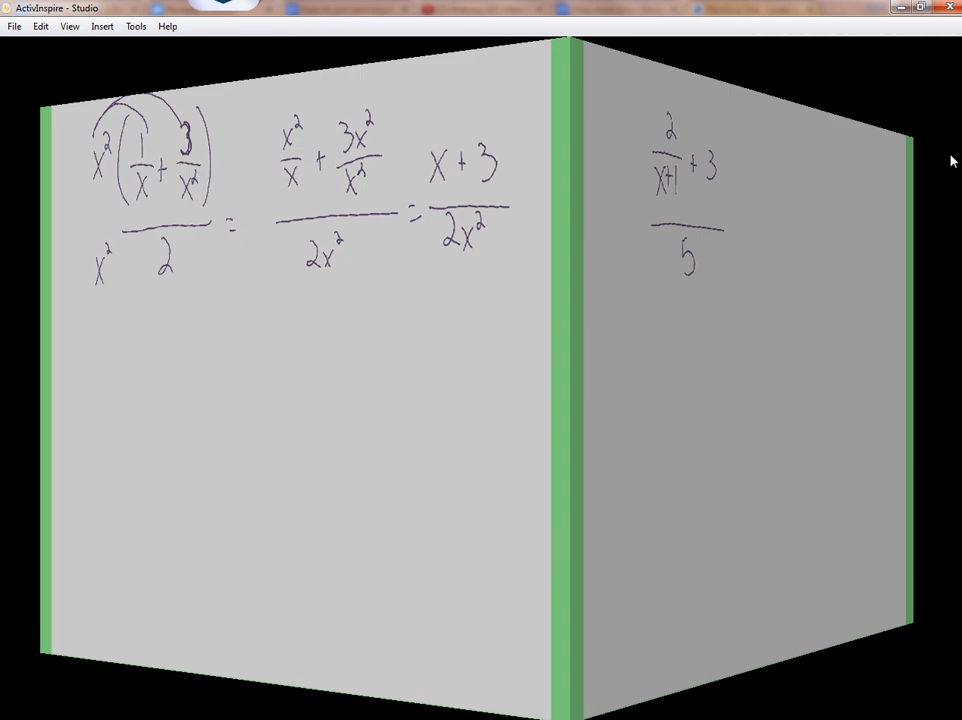 ActivInspire - Studio
File Edit View Insert Tools Help
x² ( 1/x + 3/x² ) / x² 2 = ( x²/x + 3x²/x² ) / 2x² = ( x + 3 ) / 2x²
( 2/(x+1) + 3 ) / 5